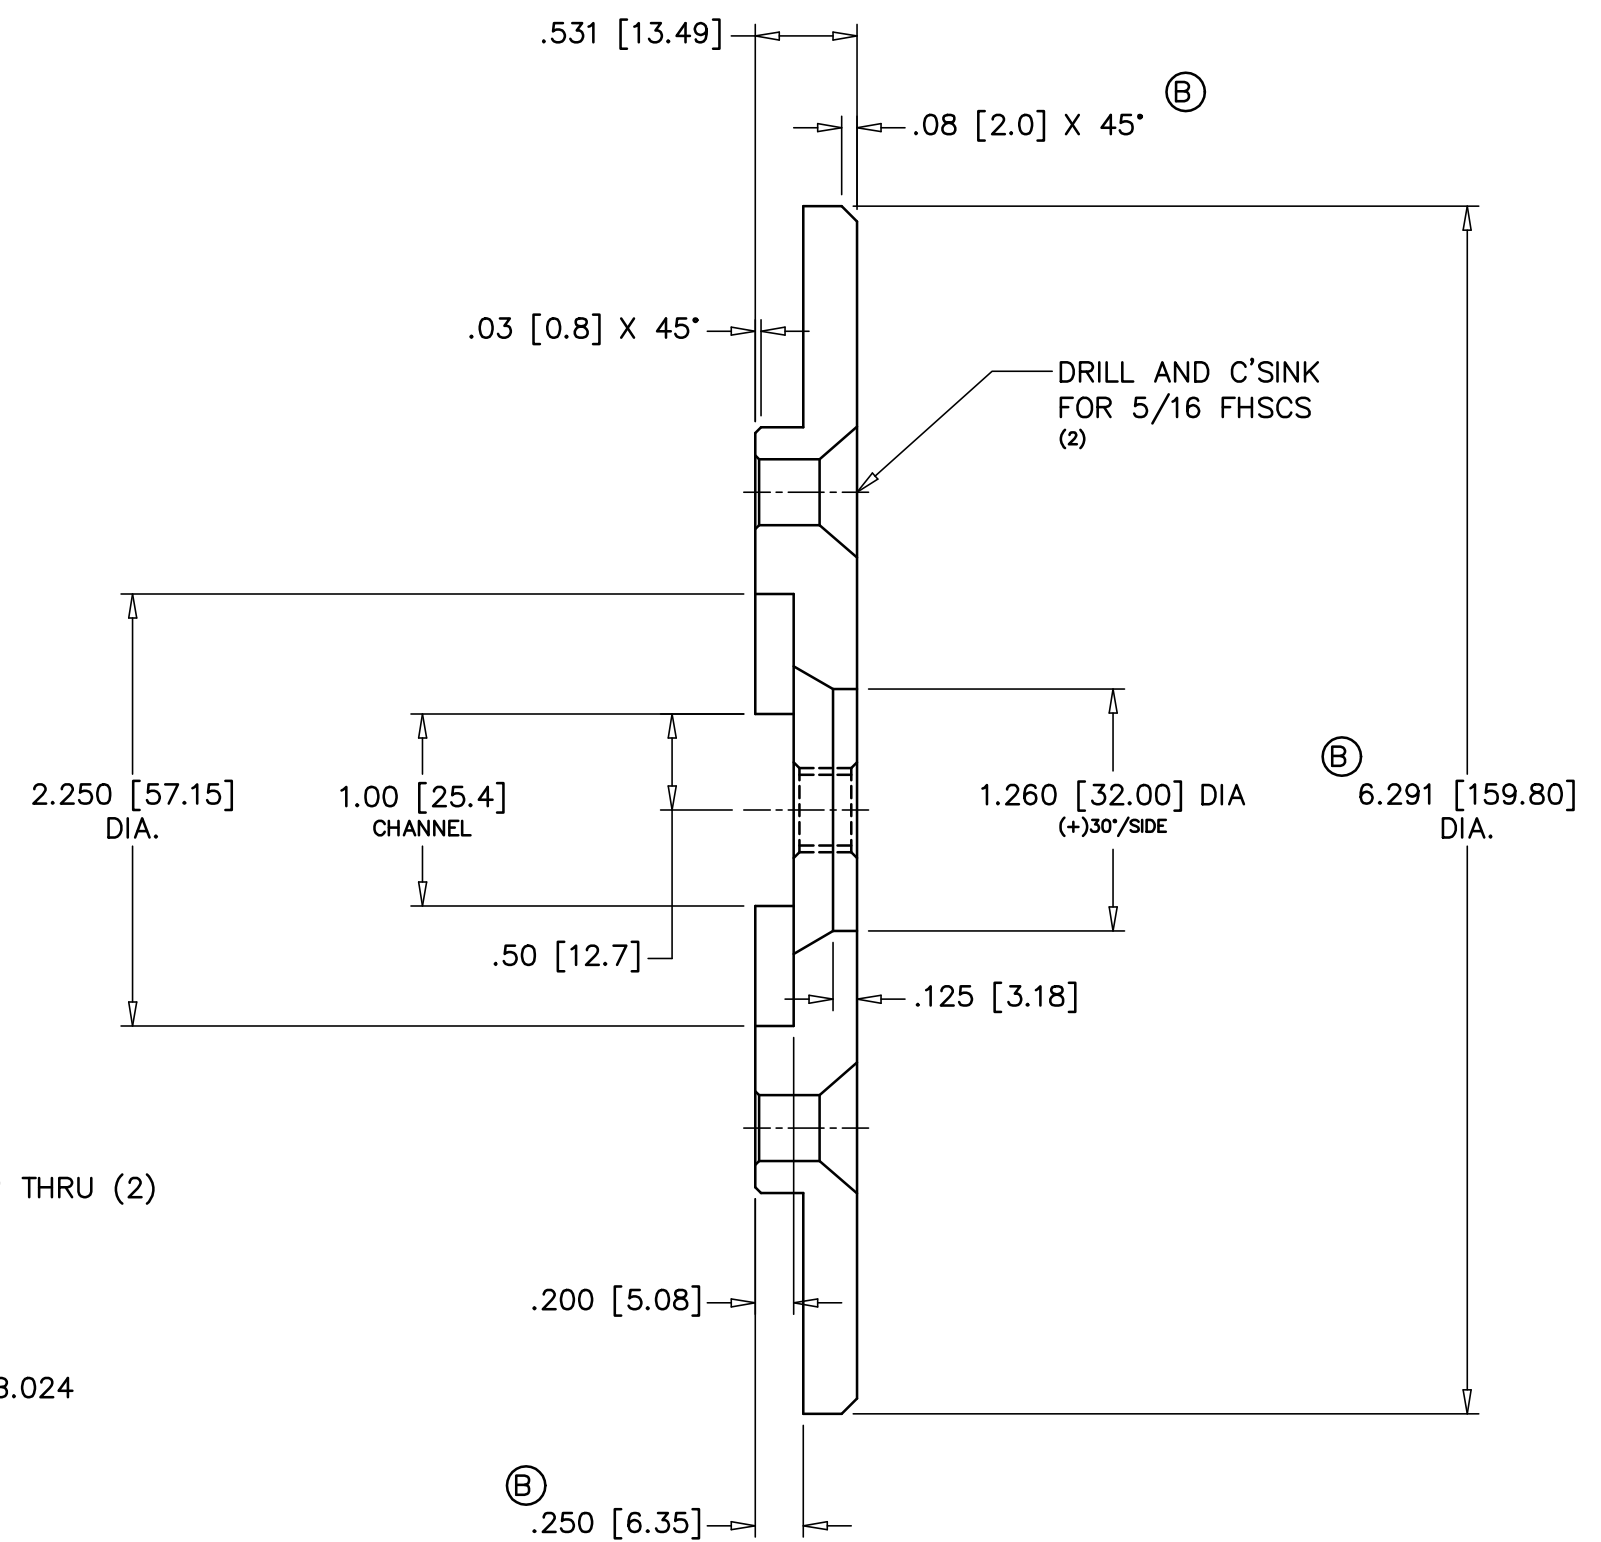 .531 [13.49]
B
.08 [2.0] X 45°
.03 [0.8] X 45°
DRILL AND C'SINK
FOR 5/16 FHSCS
(2)
B
2.250 [57.15]
DIA.
1.00 [25.4]
CHANNEL
1.260 [32.00] DIA
(+)30°/SIDE
6.291 [159.80]
DIA.
.50 [12.7]
.125 [3.18]
THRU (2)
.200 [5.08]
.024
B
.250 [6.35]